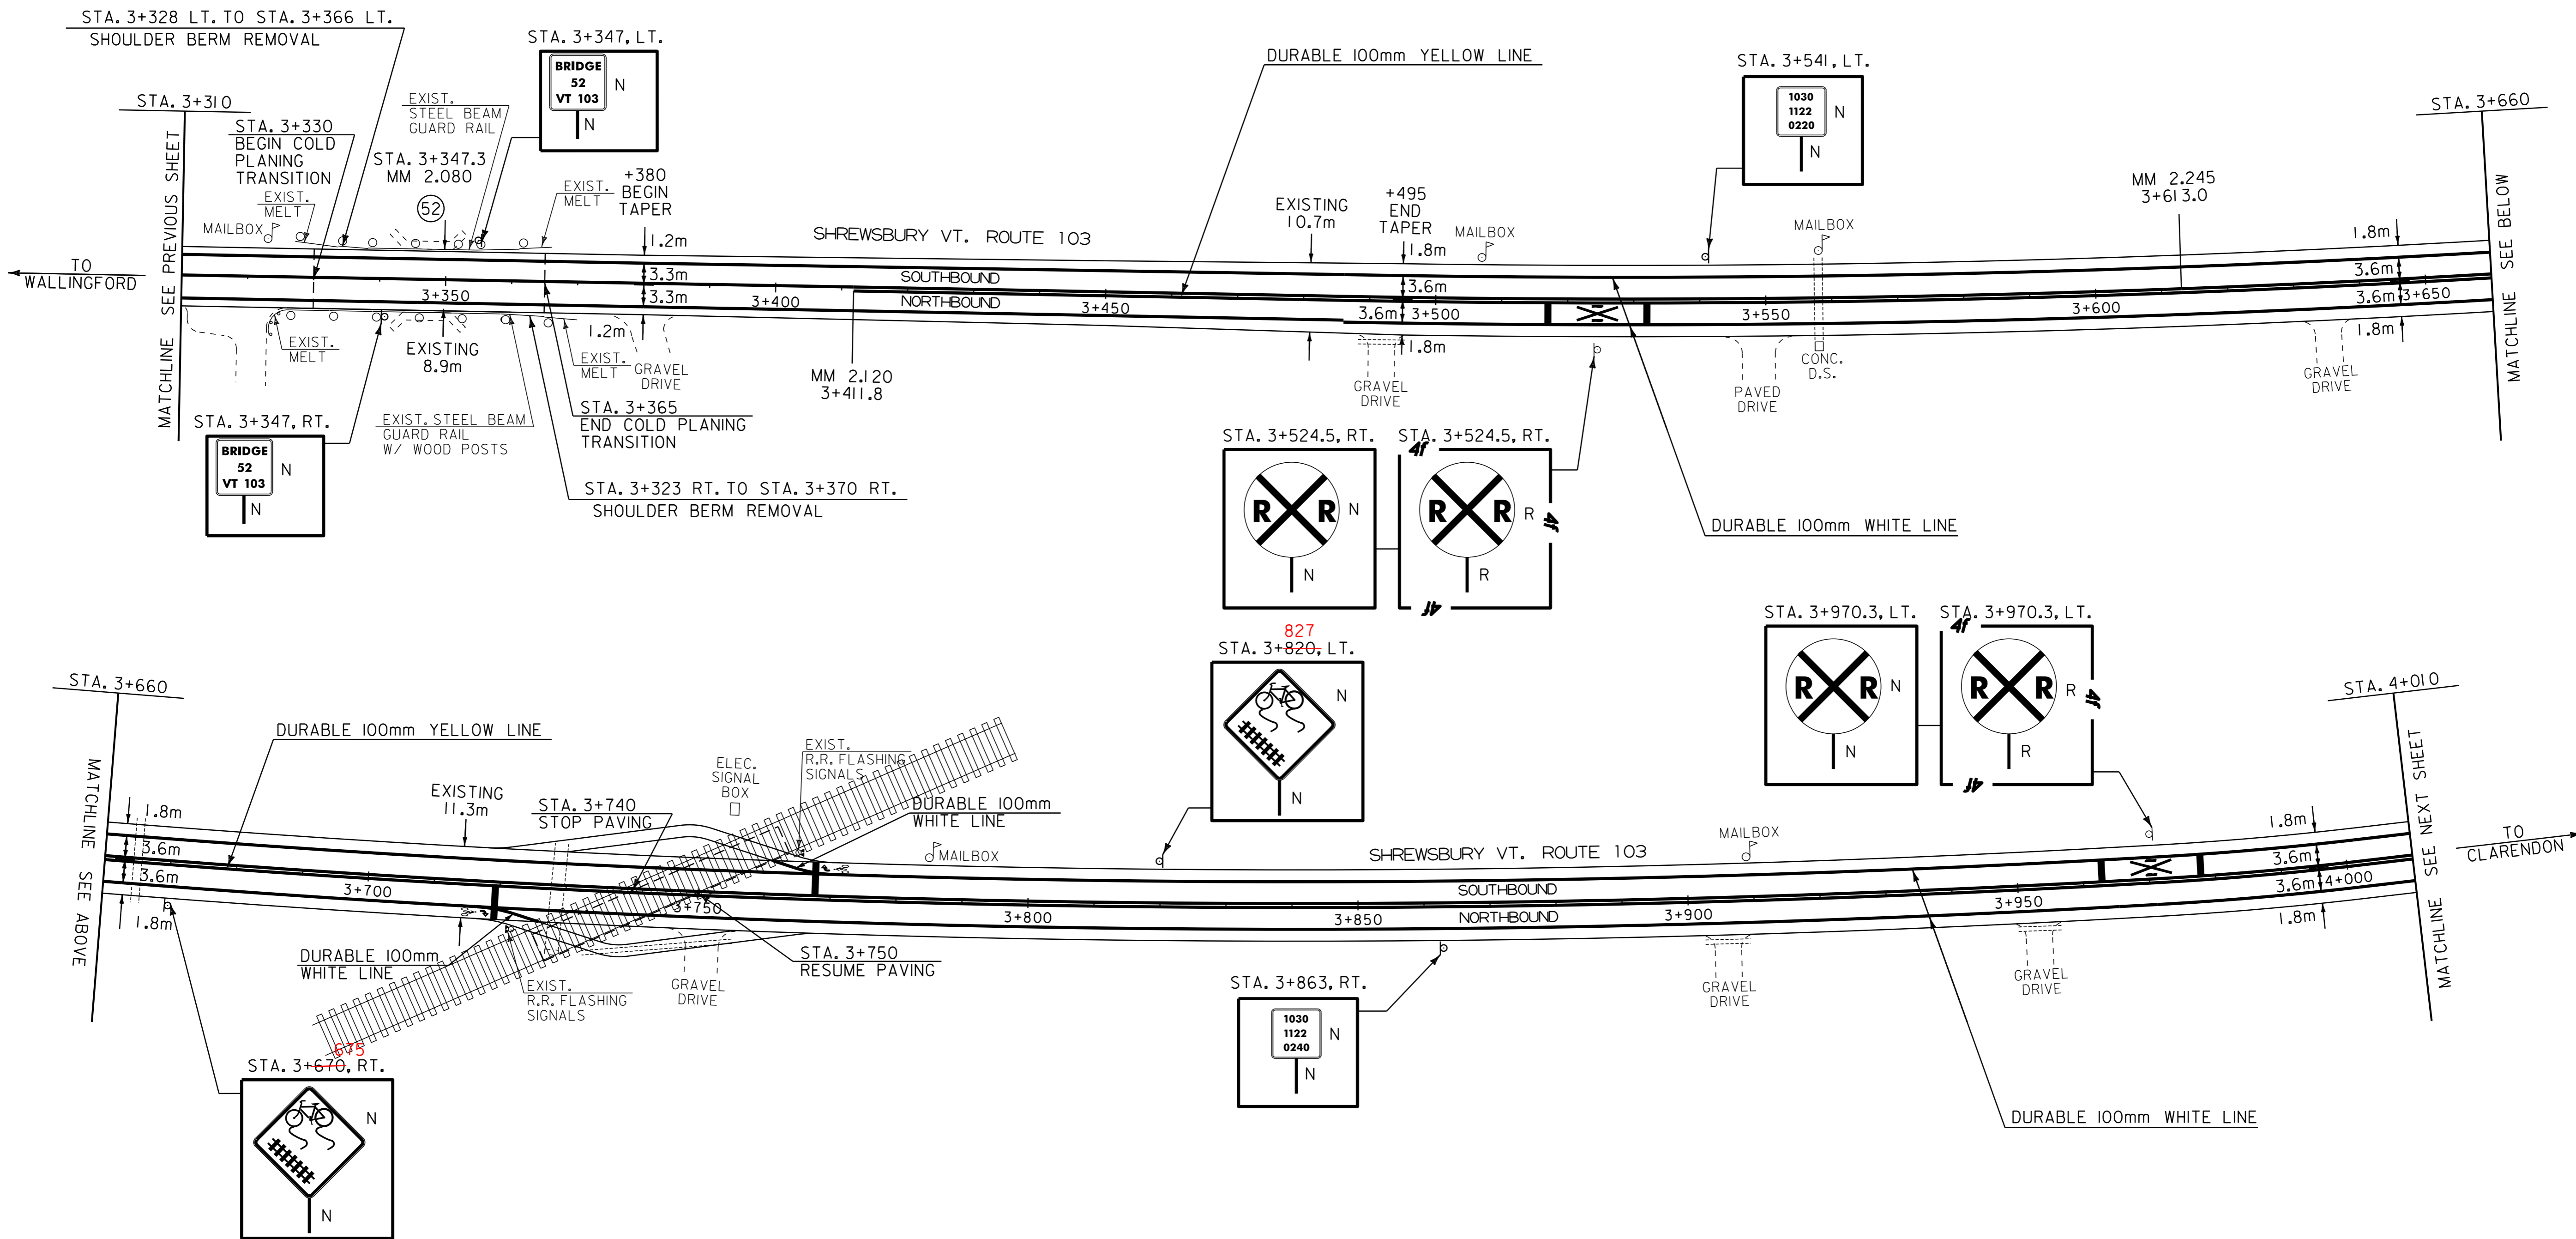 STA. 3+328 LT. TO STA. 3+366 LT.
SHOULDER BERM REMOVAL
STA. 3+347, LT.
BRIDGE
52
VT 103
N
N
DURABLE 100mm YELLOW LINE
STA. 3+541, LT.
1030
1122
0220
N
N
STA. 3+310
STA. 3+660
MATCHLINE SEE PREVIOUS SHEET
STA. 3+330
BEGIN COLD
PLANING
TRANSITION
EXIST.
MELT
MAILBOX
EXIST.
STEEL BEAM
GUARD RAIL
STA. 3+347.3
MM 2.080
52
EXIST.
MELT
+380
BEGIN
TAPER
1.2m
SHREWSBURY VT. ROUTE 103
EXISTING
10.7m
+495
END
TAPER
1.8m
MAILBOX
MAILBOX
MM 2.245
3+613.0
1.8m
MATCHLINE SEE BELOW
TO
WALLINGFORD
3.3m
3.3m
SOUTHBOUND
NORTHBOUND
3.6m
3.6m
3.6m
3.6m
3+350
3+400
3+450
3+500
3+550
3+600
3+650
EXIST.
MELT
EXISTING
8.9m
1.2m
EXIST.
MELT
GRAVEL
DRIVE
MM 2.120
3+411.8
1.8m
GRAVEL
DRIVE
PAVED
DRIVE
CONC.
D.S.
1.8m
GRAVEL
DRIVE
STA. 3+347, RT.
BRIDGE
52
VT 103
N
N
EXIST. STEEL BEAM
GUARD RAIL
W/ WOOD POSTS
STA. 3+365
END COLD PLANING
TRANSITION
STA. 3+323 RT. TO STA. 3+370 RT.
SHOULDER BERM REMOVAL
STA. 3+524.5, RT.
R R
N
N
STA. 3+524.5, RT.
4f
R R
R
4f
R
4f
DURABLE 100mm WHITE LINE
827
STA. 3+820, LT.
N
N
STA. 3+970.3, LT.
R R
N
N
STA. 3+970.3, LT.
4f
R R
R
4f
R
4f
STA. 3+660
STA. 4+010
MATCHLINE SEE ABOVE
DURABLE 100mm YELLOW LINE
EXISTING
11.3m
STA. 3+740
STOP PAVING
ELEC.
SIGNAL
BOX
EXIST.
R.R. FLASHING
SIGNALS
DURABLE 100mm
WHITE LINE
MAILBOX
SHREWSBURY VT. ROUTE 103
MAILBOX
1.8m
3.6m
3.6m
1.8m
1.8m
3.6m
3.6m
1.8m
MATCHLINE SEE NEXT SHEET
TO
CLARENDON
SOUTHBOUND
NORTHBOUND
3+700
3+750
3+800
3+850
3+900
3+950
4+000
DURABLE 100mm
WHITE LINE
EXIST.
R.R. FLASHING
SIGNALS
GRAVEL
DRIVE
STA. 3+750
RESUME PAVING
GRAVEL
DRIVE
GRAVEL
DRIVE
675
STA. 3+670, RT.
N
N
STA. 3+863, RT.
1030
1122
0240
N
N
DURABLE 100mm WHITE LINE